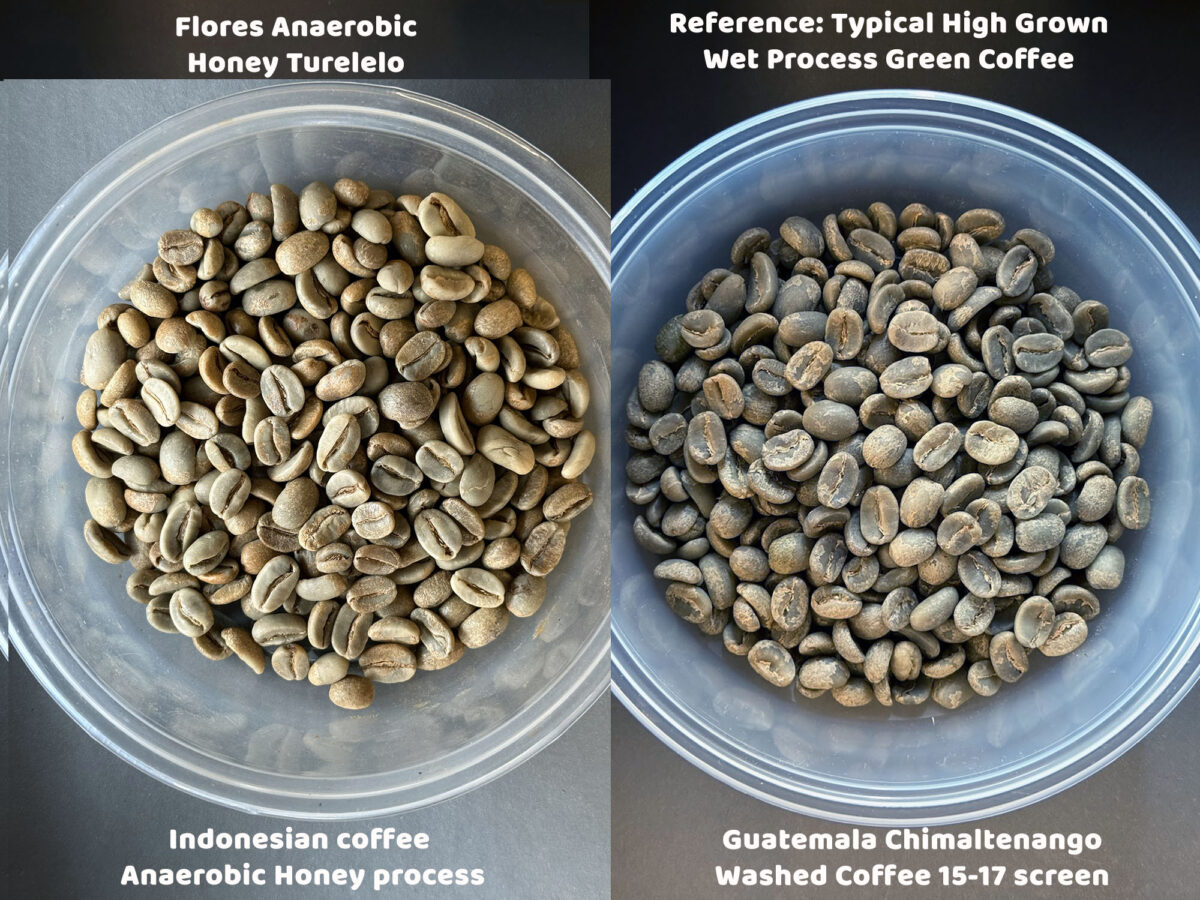 Flores Anaerobic
Honey Turelelo
Reference: Typical High Grown
Wet Process Green Coffee
Indonesian coffee
Anaerobic Honey process
Guatemala Chimaltenango
Washed Coffee 15-17 screen